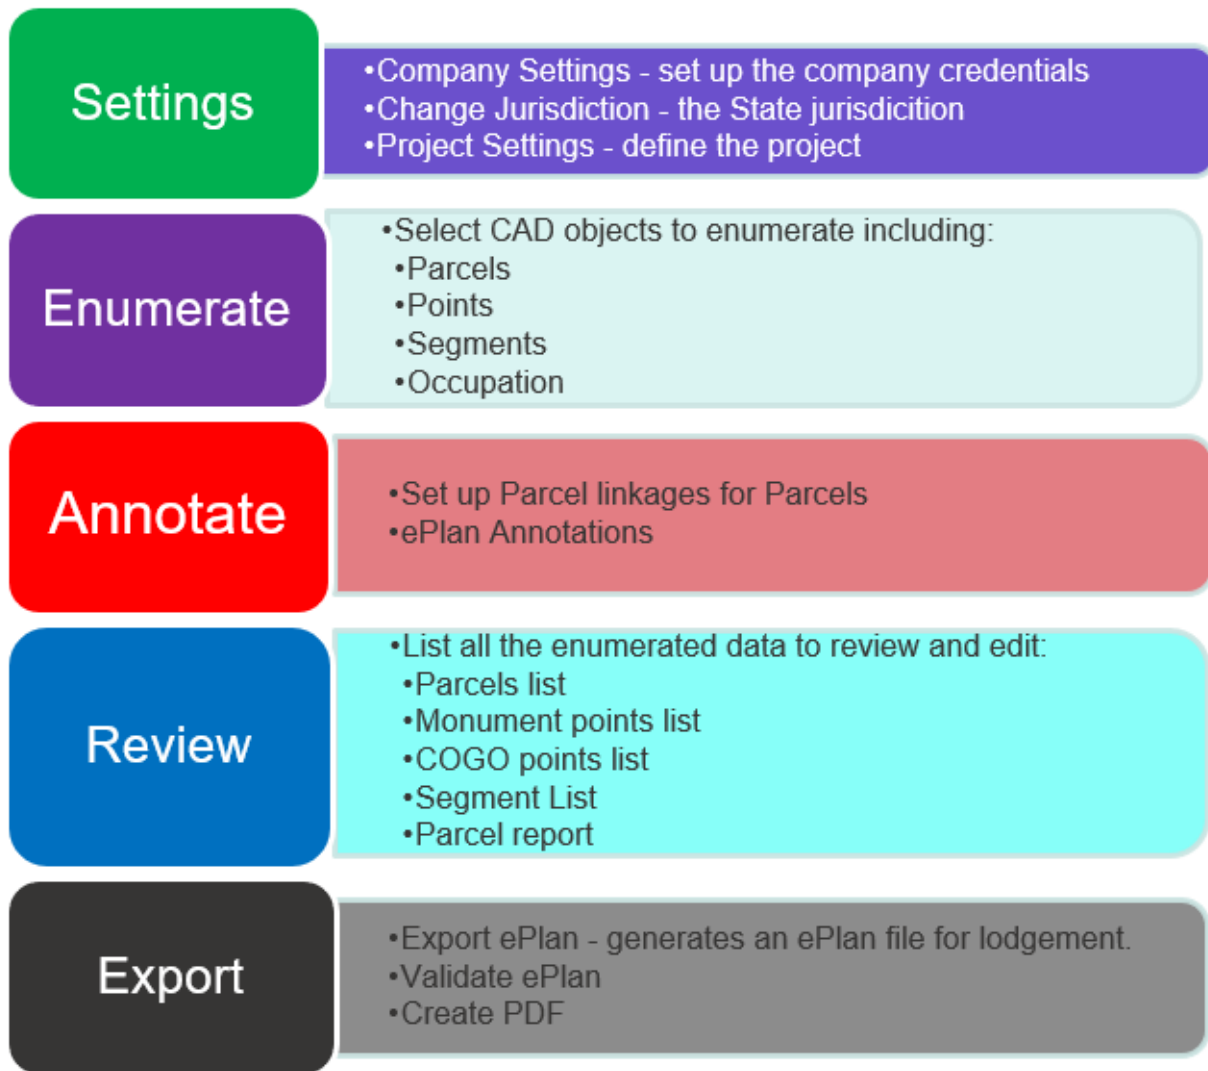 Settings
•Company Settings - set up the company credentials
•Change Jurisdiction - the State jurisdicition
•Project Settings - define the project
Enumerate
•Select CAD objects to enumerate including:
•Parcels
•Points
•Segments
•Occupation
Annotate
•Set up Parcel linkages for Parcels
•ePlan Annotations
Review
•List all the enumerated data to review and edit:
•Parcels list
•Monument points list
•COGO points list
•Segment List
•Parcel report
Export
•Export ePlan - generates an ePlan file for lodgement.
•Validate ePlan
•Create PDF